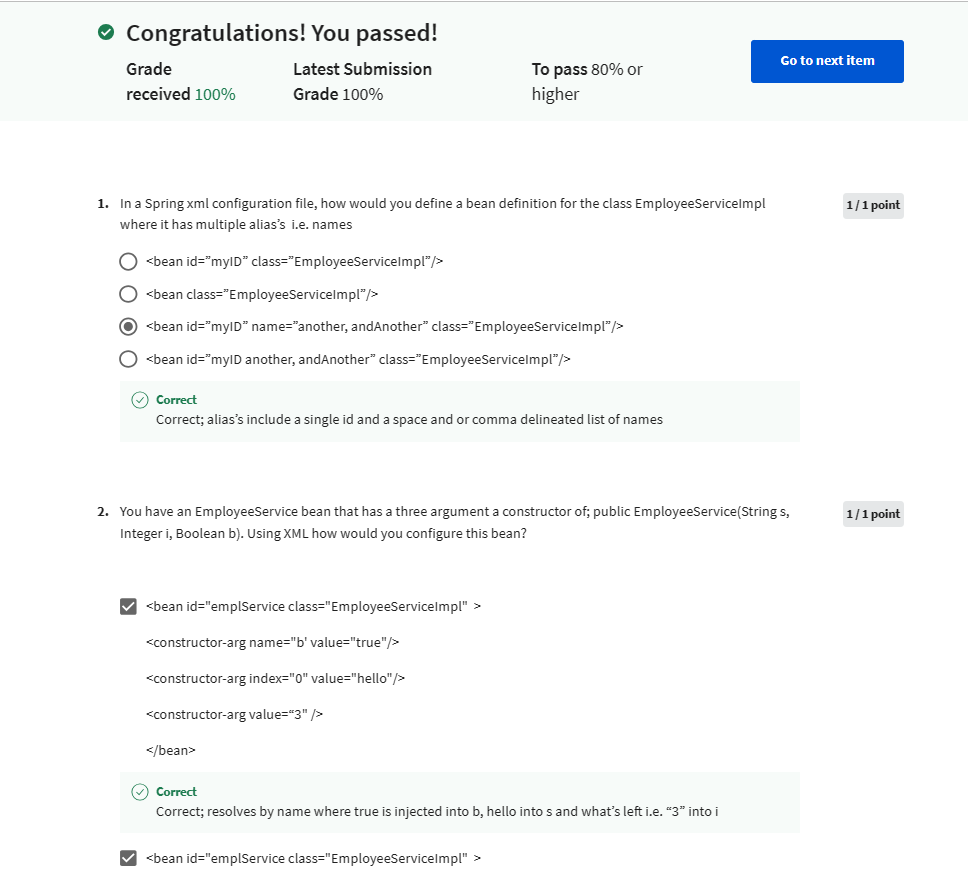 Congratulations! You passed!
Grade received 100%
Latest Submission Grade 100%
To pass 80% or higher
Go to next item
1. In a Spring xml configuration file, how would you define a bean definition for the class EmployeeServiceImpl
where it has multiple alias’s  i.e. names
1 / 1 point
<bean id=”myID” class=”EmployeeServiceImpl”/>
<bean class=”EmployeeServiceImpl”/>
<bean id=”myID” name=”another, andAnother” class=”EmployeeServiceImpl”/>
<bean id=”myID another, andAnother” class=”EmployeeServiceImpl”/>
Correct
Correct; alias’s include a single id and a space and or comma delineated list of names
2. You have an EmployeeService bean that has a three argument a constructor of; public EmployeeService(String s,
Integer i, Boolean b). Using XML how would you configure this bean?
1 / 1 point
<bean id="emplService class="EmployeeServiceImpl"  >
<constructor-arg name="b' value="true"/>
<constructor-arg index="0" value="hello"/>
<constructor-arg value=“3" />
</bean>
Correct
Correct; resolves by name where true is injected into b, hello into s and what’s left i.e. “3” into i
<bean id="emplService class="EmployeeServiceImpl"  >